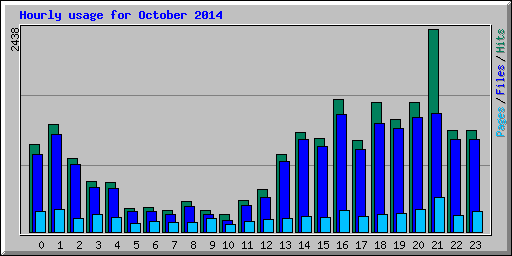 Hourly usage for October 2014
2438
Pages/Files/Hits
0 1 2 3 4 5 6 7 8 9 10 11 12 13 14 15 16 17 18 19 20 21 22 23